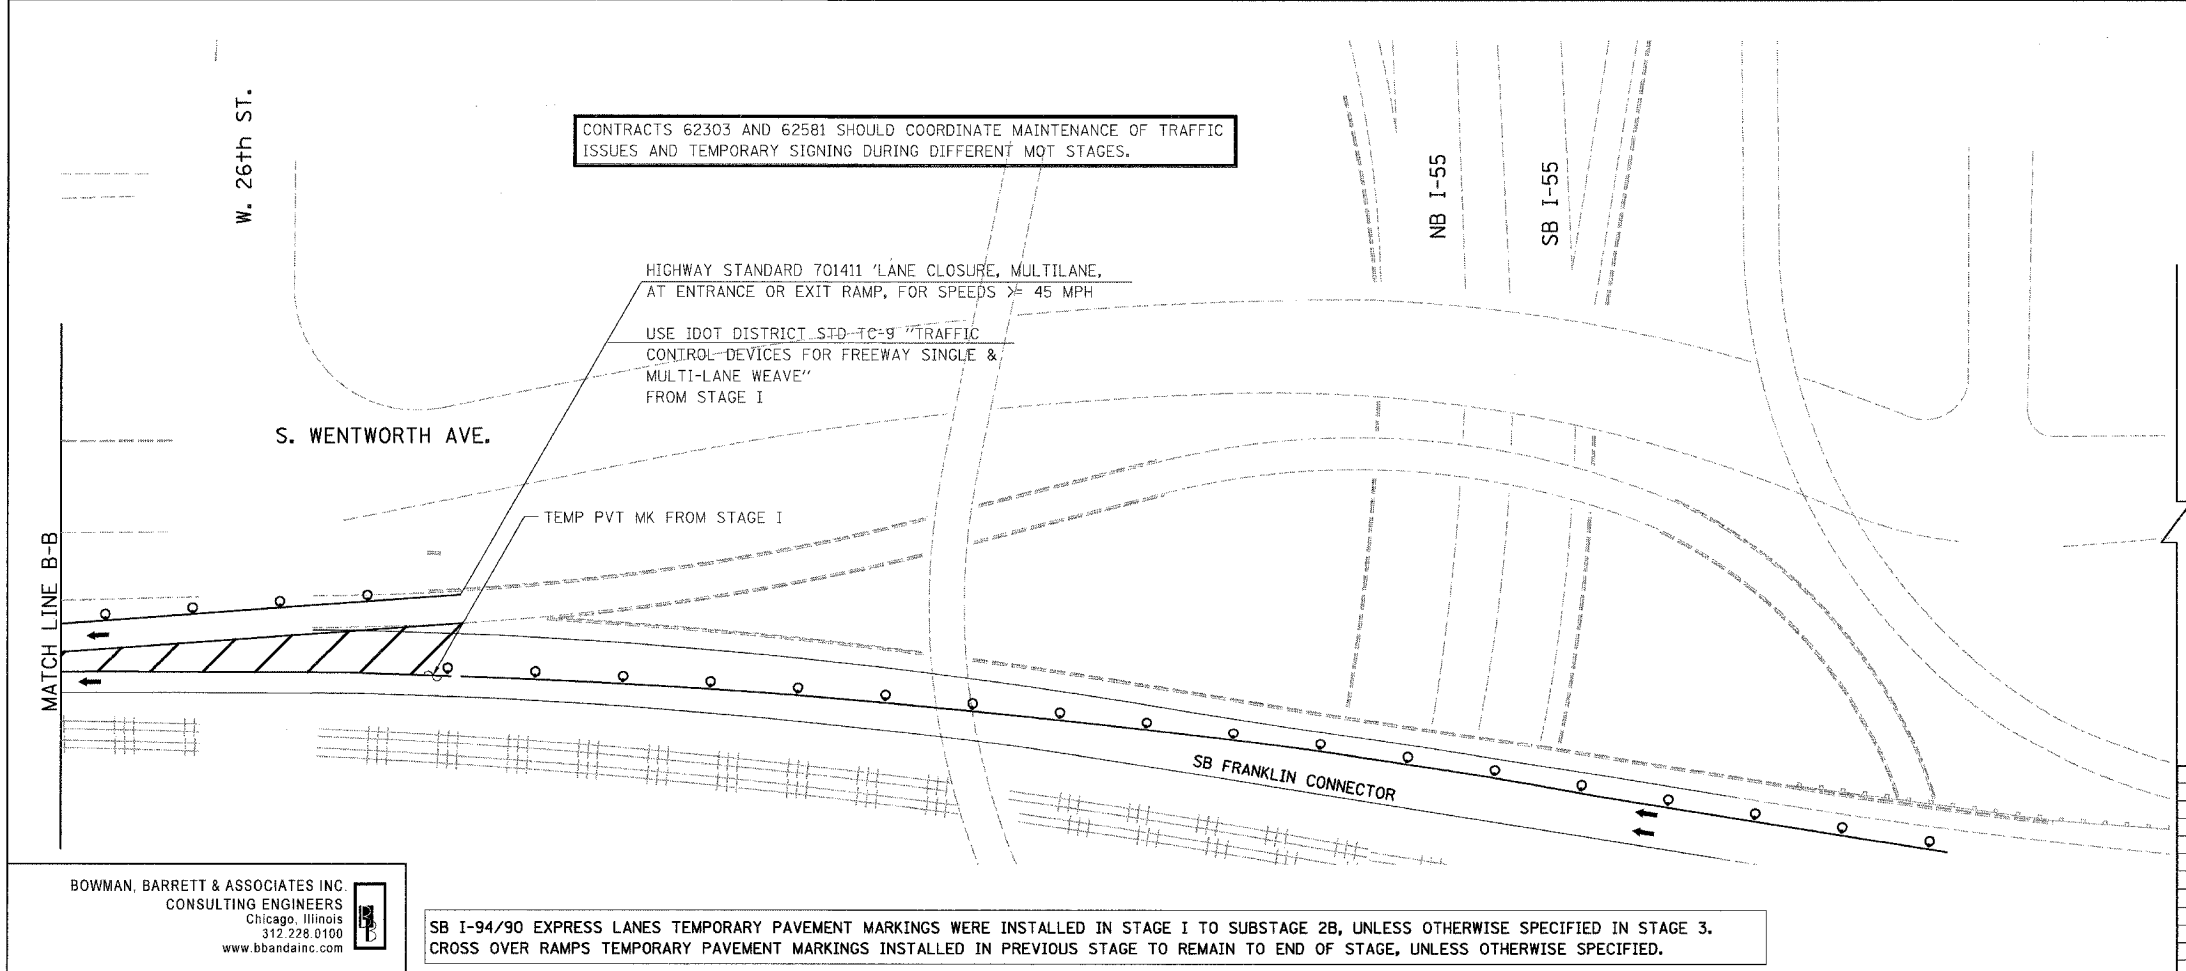 W. 26th ST.
CONTRACTS 62303 AND 62581 SHOULD COORDINATE MAINTENANCE OF TRAFFIC
ISSUES AND TEMPORARY SIGNING DURING DIFFERENT MOT STAGES.
NB I-55
SB I-55
HIGHWAY STANDARD 701411 'LANE CLOSURE, MULTILANE,
AT ENTRANCE OR EXIT RAMP, FOR SPEEDS >= 45 MPH
USE IDOT DISTRICT STD TC-9 "TRAFFIC
CONTROL DEVICES FOR FREEWAY SINGLE &
MULTI-LANE WEAVE"
FROM STAGE I
S. WENTWORTH AVE.
TEMP PVT MK FROM STAGE I
MATCH LINE B-B
SB FRANKLIN CONNECTOR
BOWMAN, BARRETT & ASSOCIATES INC.
CONSULTING ENGINEERS
Chicago, Illinois
312.228.0100
www.bbandainc.com
SB I-94/90 EXPRESS LANES TEMPORARY PAVEMENT MARKINGS WERE INSTALLED IN STAGE I TO SUBSTAGE 2B, UNLESS OTHERWISE SPECIFIED IN STAGE 3.
CROSS OVER RAMPS TEMPORARY PAVEMENT MARKINGS INSTALLED IN PREVIOUS STAGE TO REMAIN TO END OF STAGE, UNLESS OTHERWISE SPECIFIED.